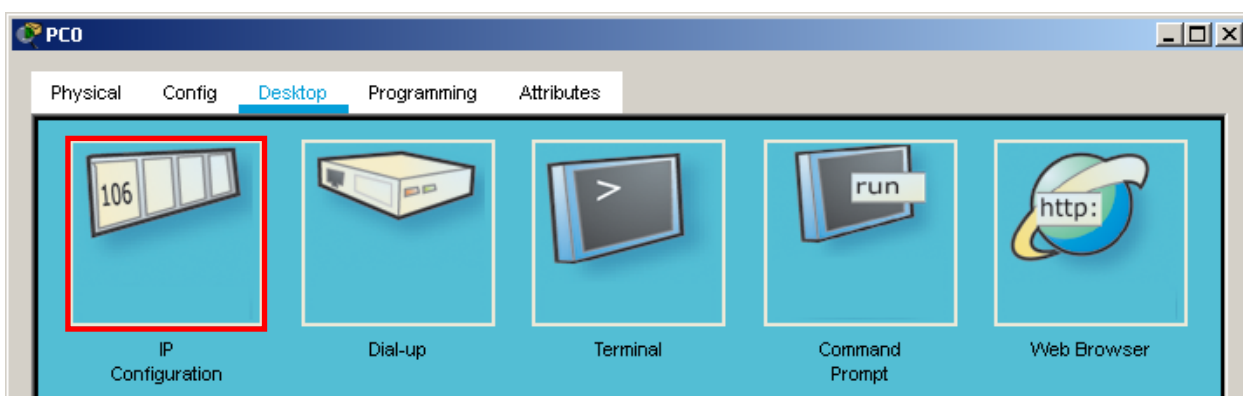 PC0
Physical Config Desktop Programming Attributes
106
>
run
http:
IP
Configuration
Dial-up
Terminal
Command
Prompt
Web Browser